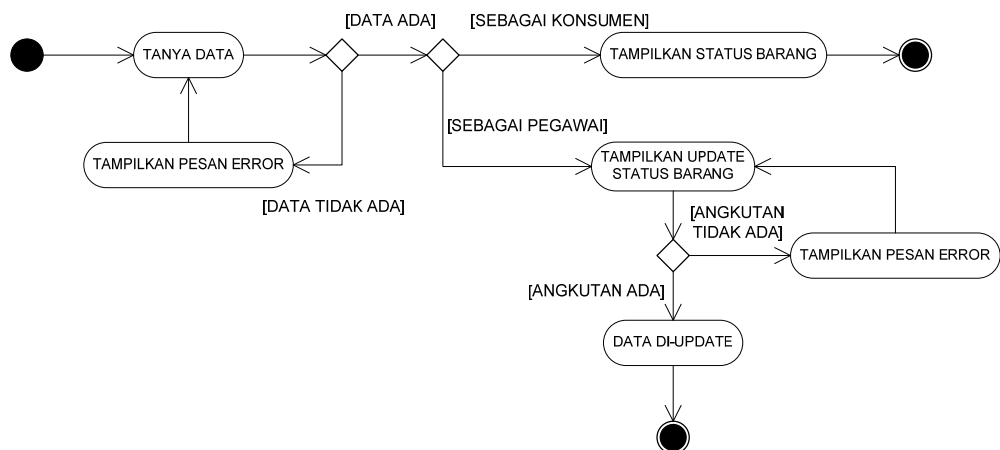 [DATA ADA]
[SEBAGAI KONSUMEN]
TANYA DATA
TAMPILKAN STATUS BARANG
[SEBAGAI PEGAWAI]
TAMPILKAN PESAN ERROR
TAMPILKAN UPDATE
STATUS BARANG
[DATA TIDAK ADA]
[ANGKUTAN
TIDAK ADA]
TAMPILKAN PESAN ERROR
[ANGKUTAN ADA]
DATA DI-UPDATE